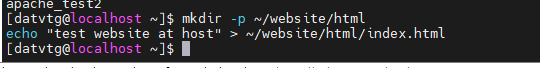 apache_test2
[datvtg@localhost ~]$ mkdir -p ~/website/html
echo "test website at host" > ~/website/html/index.html
[datvtg@localhost ~]$